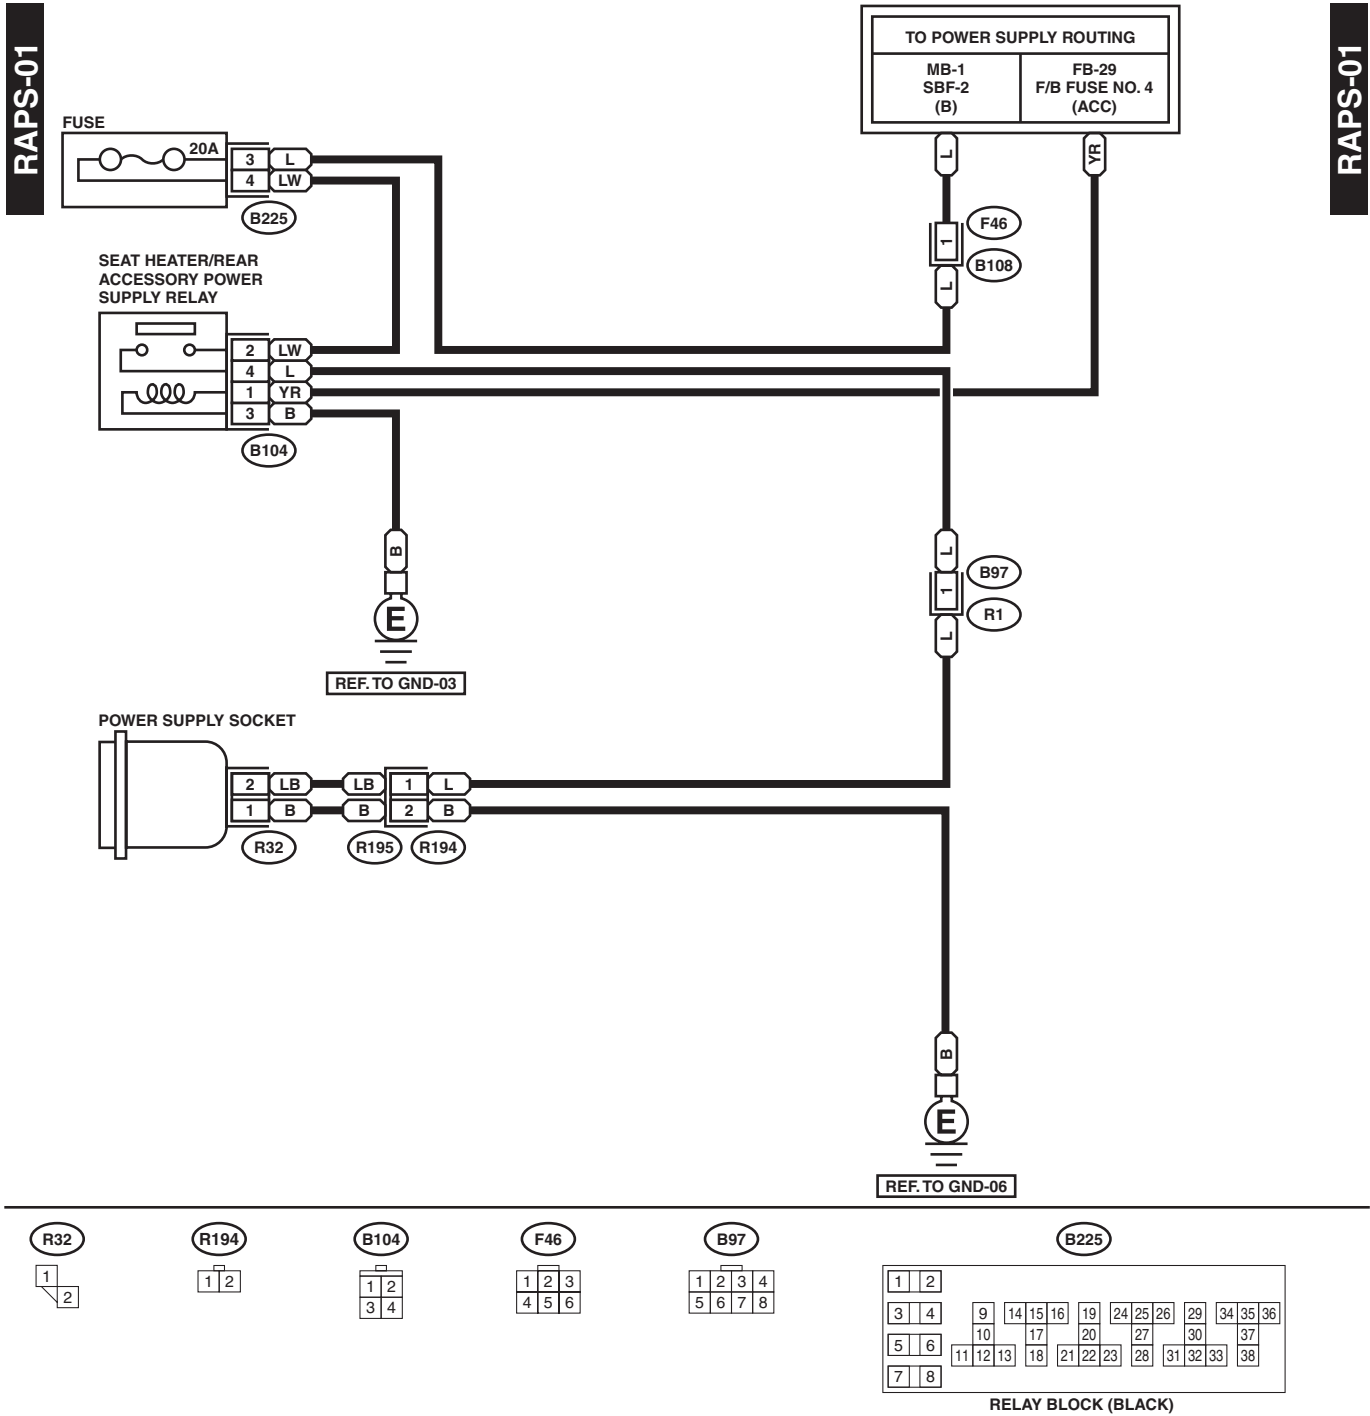 RAPS-01
RAPS-01
TO POWER SUPPLY ROUTING
MB-1
SBF-2
(B)
FB-29
F/B FUSE NO. 4
(ACC)
FUSE
20A
3 L
4 LW
B225
L
YR
1
F46
B108
L
SEAT HEATER/REAR
ACCESSORY POWER
SUPPLY RELAY
2 LW
4 L
1 YR
3 B
B104
B
E
REF. TO GND-03
L
1
B97
R1
L
POWER SUPPLY SOCKET
2 LB LB 1 L
1 B B 2 B
R32 R195 R194
B
E
REF. TO GND-06
R32
1
2
R194
1 2
B104
1 2
3 4
F46
1 2 3
4 5 6
B97
1 2 3 4
5 6 7 8
B225
1 2
3 4 9 14 15 16 19 24 25 26 29 34 35 36
10 17 20 27 30 37
5 6
11 12 13 18 21 22 23 28 31 32 33 38
7 8
RELAY BLOCK (BLACK)